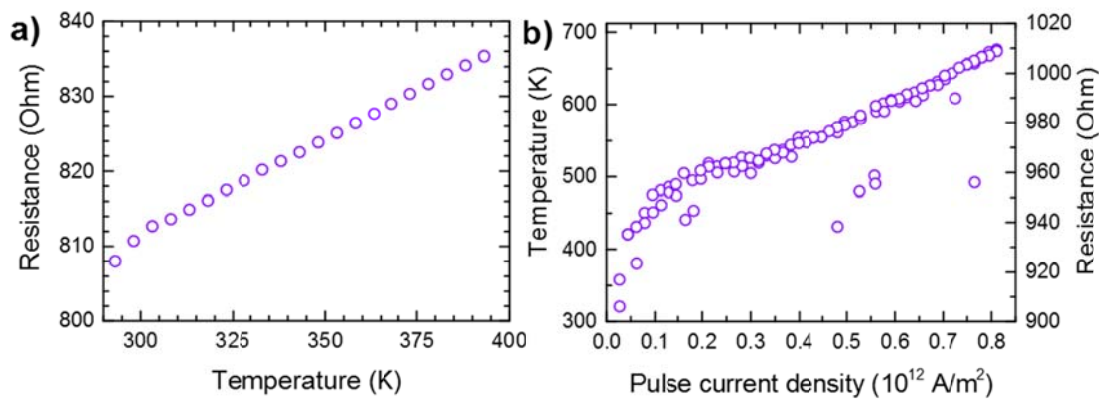 a)
840
830
820
810
800
Resistance (Ohm)
300
325
350
375
400
Temperature (K)
b)
700
600
500
400
300
Temperature (K)
1020
1000
980
960
940
920
900
Resistance (Ohm)
0.0 0.1 0.2 0.3 0.4 0.5 0.6 0.7 0.8
Pulse current density (10¹² A/m²)